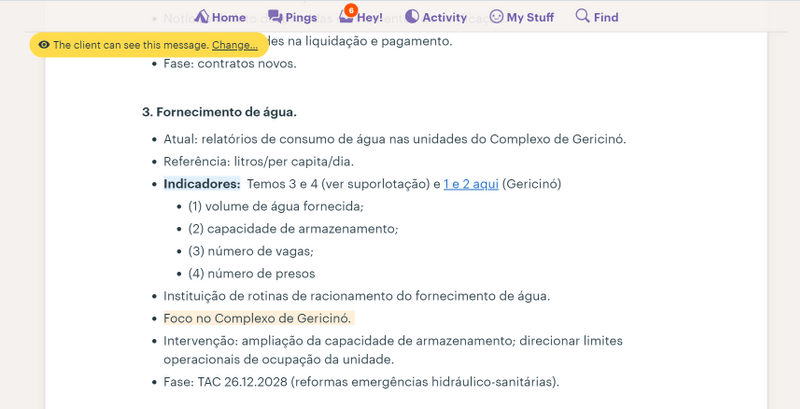 Home Pings 6 Hey! Activity My Stuff Find
The client can see this message. Change...
des na liquidação e pagamento.
Fase: contratos novos.
3. Fornecimento de água.
Atual: relatórios de consumo de água nas unidades do Complexo de Gericinó.
Referência: litros/per capita/dia.
Indicadores: Temos 3 e 4 (ver suporlotação) e 1 e 2 aqui (Gericinó)
(1) volume de água fornecida;
(2) capacidade de armazenamento;
(3) número de vagas;
(4) número de presos
Instituição de rotinas de racionamento do fornecimento de água.
Foco no Complexo de Gericinó.
Intervenção: ampliação da capacidade de armazenamento; direcionar limites
operacionais de ocupação da unidade.
Fase: TAC 26.12.2028 (reformas emergências hidráulico-sanitárias).